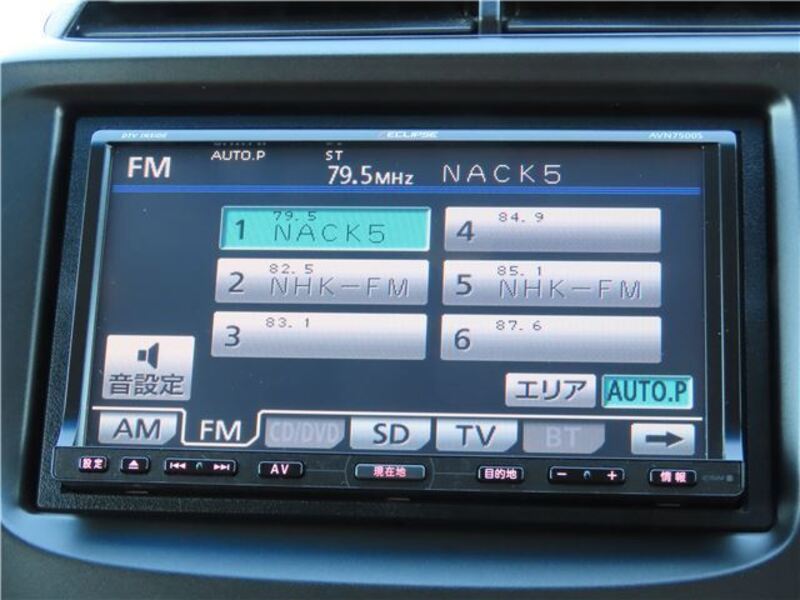 DTV INSIDE ECLIPSE AVN7500S
FM AUTO.P ST 79.5MHz NACK5
1 79.5 NACK5
4 84.9
2 82.5 NHK-FM
5 85.1 NHK-FM
3 83.1
6 87.6
音設定
エリア AUTO.P
AM FM CD/DVD SD TV BT
設定 AV 現在地 目的地 − + 情報